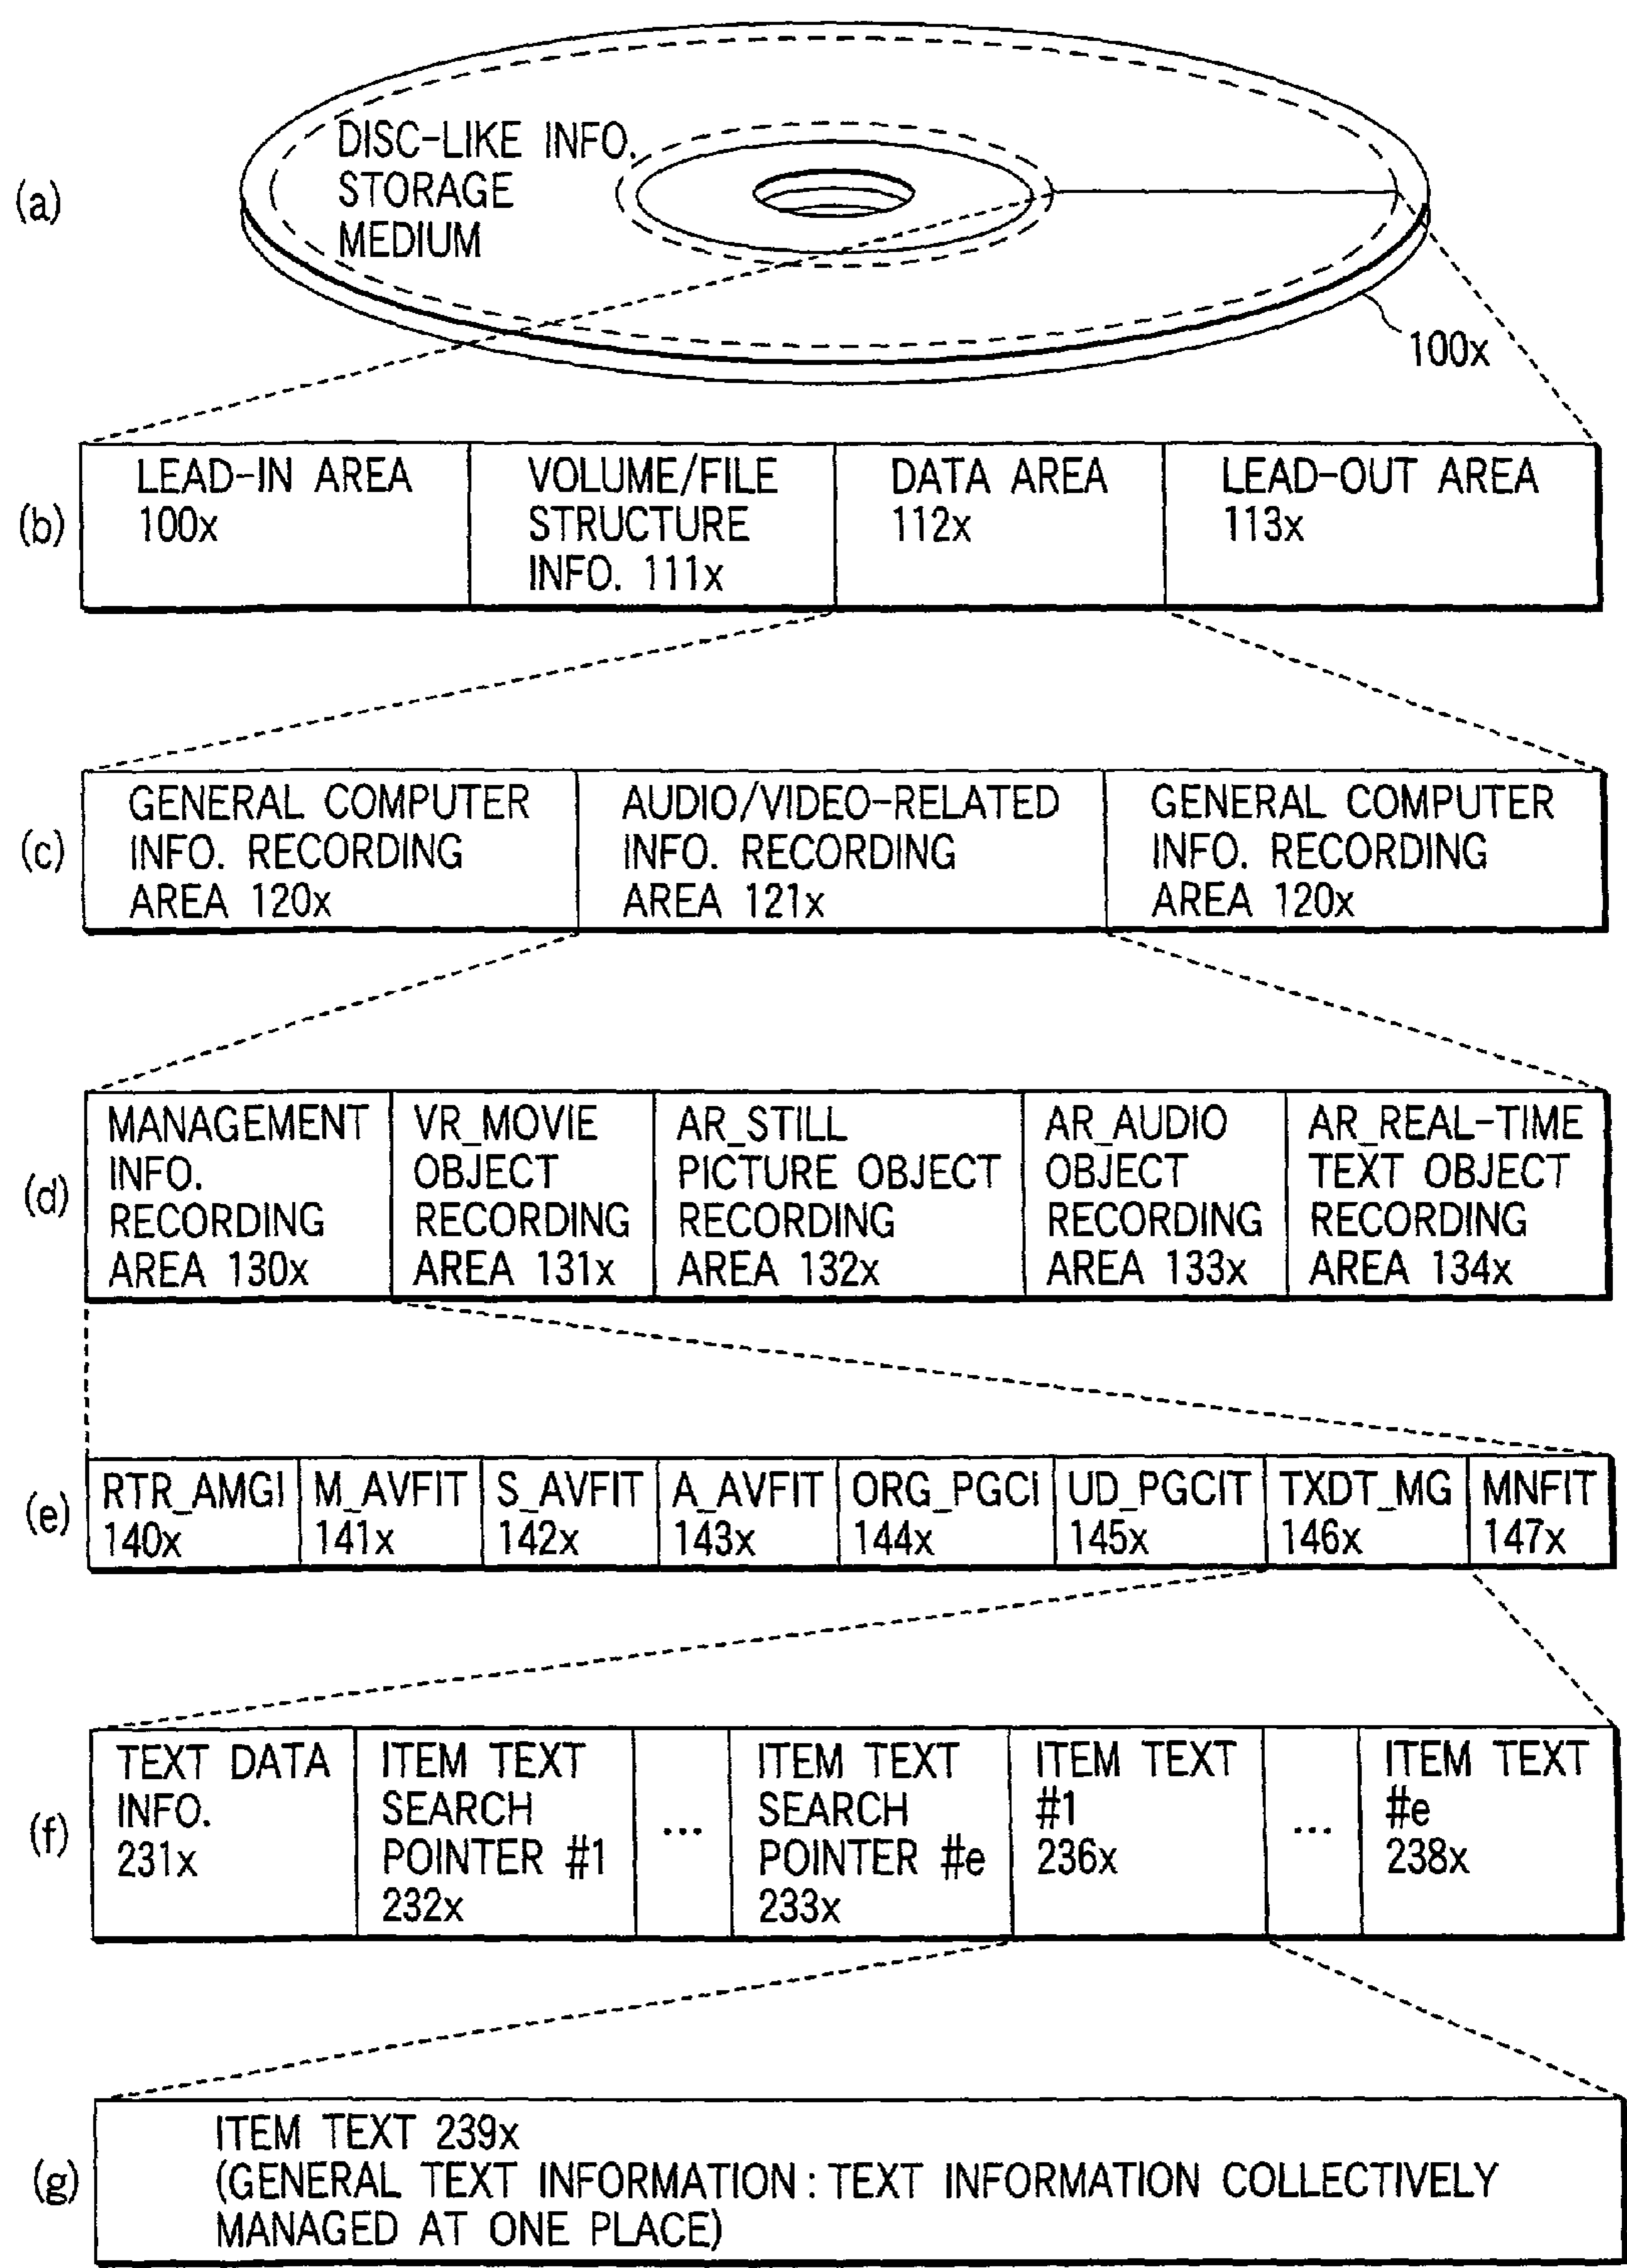 (a)
DISC-LIKE INFO.
STORAGE
MEDIUM
100x
(b)
LEAD-IN AREA
100x
VOLUME/FILE
STRUCTURE
INFO. 111x
DATA AREA
112x
LEAD-OUT AREA
113x
(c)
GENERAL COMPUTER
INFO. RECORDING
AREA 120x
AUDIO/VIDEO-RELATED
INFO. RECORDING
AREA 121x
GENERAL COMPUTER
INFO. RECORDING
AREA 120x
(d)
MANAGEMENT
INFO.
RECORDING
AREA 130x
VR_MOVIE
OBJECT
RECORDING
AREA 131x
AR_STILL
PICTURE OBJECT
RECORDING
AREA 132x
AR_AUDIO
OBJECT
RECORDING
AREA 133x
AR_REAL-TIME
TEXT OBJECT
RECORDING
AREA 134x
(e)
RTR_AMGI
140x
M_AVFIT
141x
S_AVFIT
142x
A_AVFIT
143x
ORG_PGCI
144x
UD_PGCIT
145x
TXDT_MG
146x
MNFIT
147x
(f)
TEXT DATA
INFO.
231x
ITEM TEXT
SEARCH
POINTER #1
232x
...
ITEM TEXT
SEARCH
POINTER #e
233x
ITEM TEXT
#1
236x
...
ITEM TEXT
#e
238x
(g)
ITEM TEXT 239x
(GENERAL TEXT INFORMATION : TEXT INFORMATION COLLECTIVELY
MANAGED AT ONE PLACE)